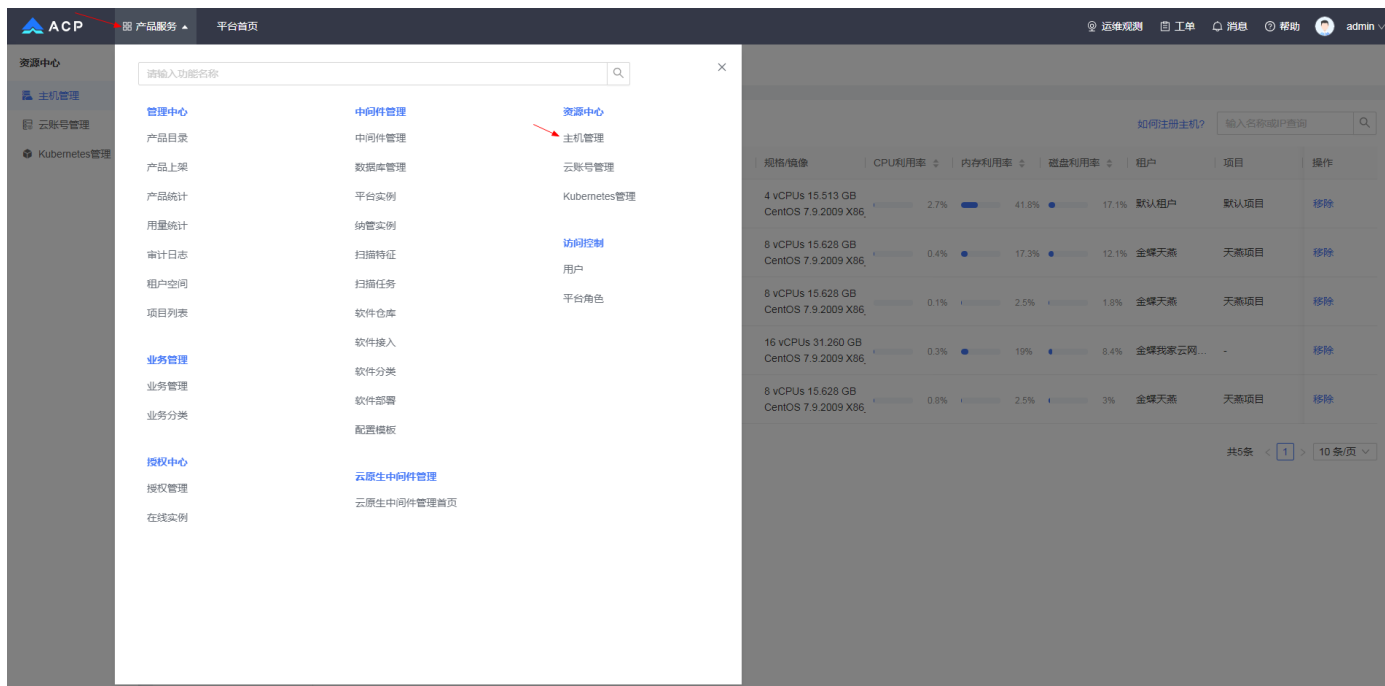 ACP 产品服务 平台首页 运维观测 工单 消息 帮助 admin
资源中心
主机管理
云账号管理
Kubernetes管理
请输入功能名称
管理中心
产品目录
产品上架
产品统计
用量统计
审计日志
租户空间
项目列表
业务管理
业务管理
业务分类
授权中心
授权管理
在线实例
中间件管理
中间件管理
数据库管理
平台实例
纳管实例
扫描特征
扫描任务
软件仓库
软件接入
软件分类
软件部署
配置模板
云原生中间件管理
云原生中间件管理首页
资源中心
主机管理
云账号管理
Kubernetes管理
访问控制
用户
平台角色
如何注册主机? 输入名称或IP查询
规格/镜像 CPU利用率 内存利用率 磁盘利用率 租户 项目 操作
4 vCPUs 15.513 GB
CentOS 7.9.2009 X86_ 2.7% 41.8% 17.1% 默认租户 默认项目 移除
8 vCPUs 15.628 GB
CentOS 7.9.2009 X86_ 0.4% 17.3% 12.1% 金蝶天燕 天燕项目 移除
8 vCPUs 15.628 GB
CentOS 7.9.2009 X86_ 0.1% 2.5% 1.8% 金蝶天燕 天燕项目 移除
16 vCPUs 31.260 GB
CentOS 7.9.2009 X86_ 0.3% 19% 8.4% 金蝶我家云网... - 移除
8 vCPUs 15.628 GB
CentOS 7.9.2009 X86_ 0.8% 2.5% 3% 金蝶天燕 天燕项目 移除
共5条 < 1 > 10 条/页